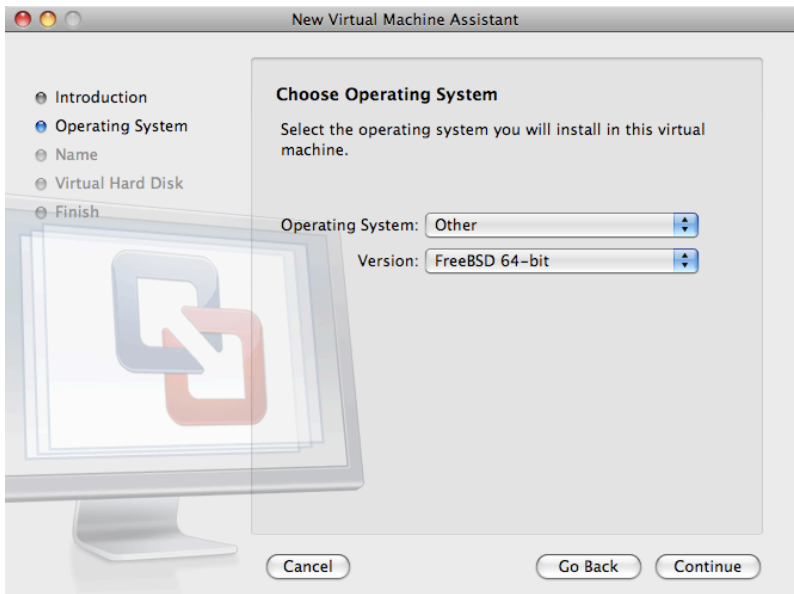 New Virtual Machine Assistant
Introduction
Operating System
Name
Virtual Hard Disk
Finish
Choose Operating System
Select the operating system you will install in this virtual
machine.
Operating System: Other
Version: FreeBSD 64-bit
Cancel
Go Back
Continue